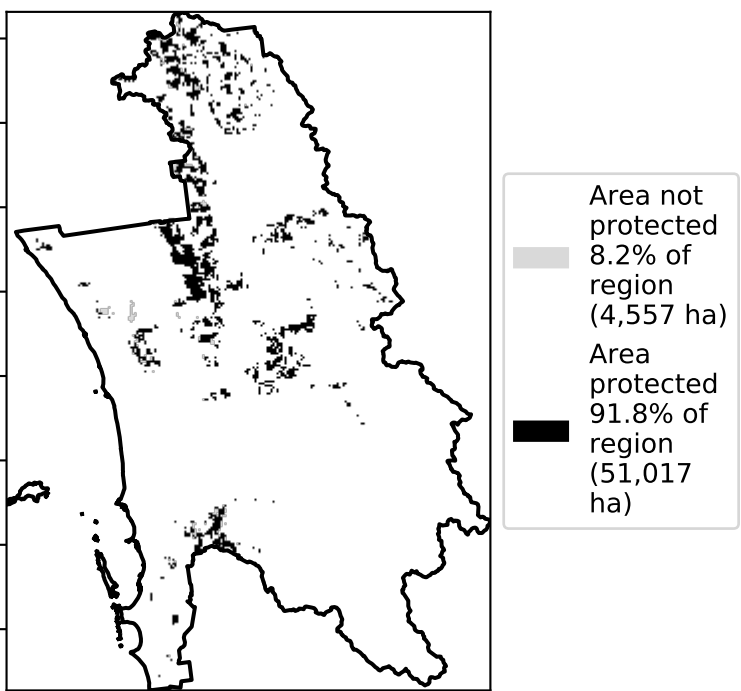 Area not
protected
8.2% of
region
(4,557 ha)
Area
protected
91.8% of
region
(51,017
ha)